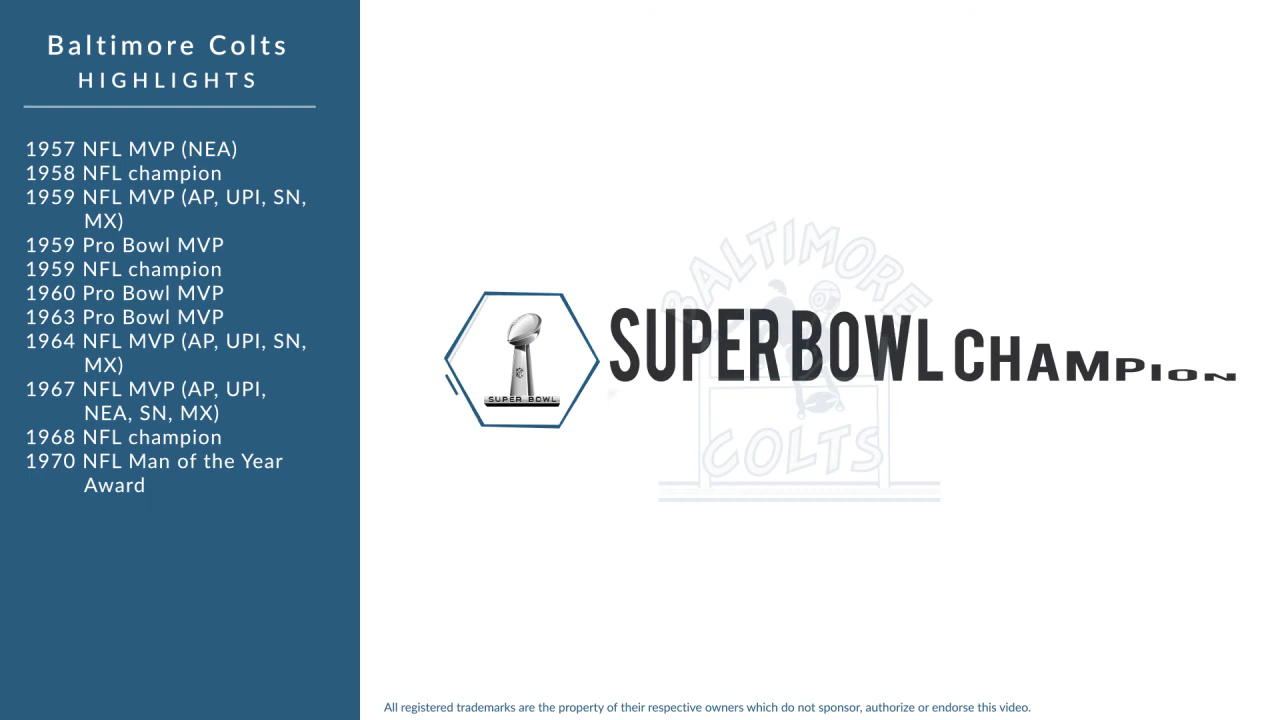 Baltimore Colts
HIGHLIGHTS
1957 NFL MVP (NEA)
1958 NFL champion
1959 NFL MVP (AP, UPI, SN,
MX)
1959 Pro Bowl MVP
1959 NFL champion
1960 Pro Bowl MVP
1963 Pro Bowl MVP
1964 NFL MVP (AP, UPI, SN,
MX)
1967 NFL MVP (AP, UPI,
NEA, SN, MX)
1968 NFL champion
1970 NFL Man of the Year
Award
BALTIMORE
SUPER BOWL CHAMPION
SUPER BOWL
COLTS
All registered trademarks are the property of their respective owners which do not sponsor, authorize or endorse this video.